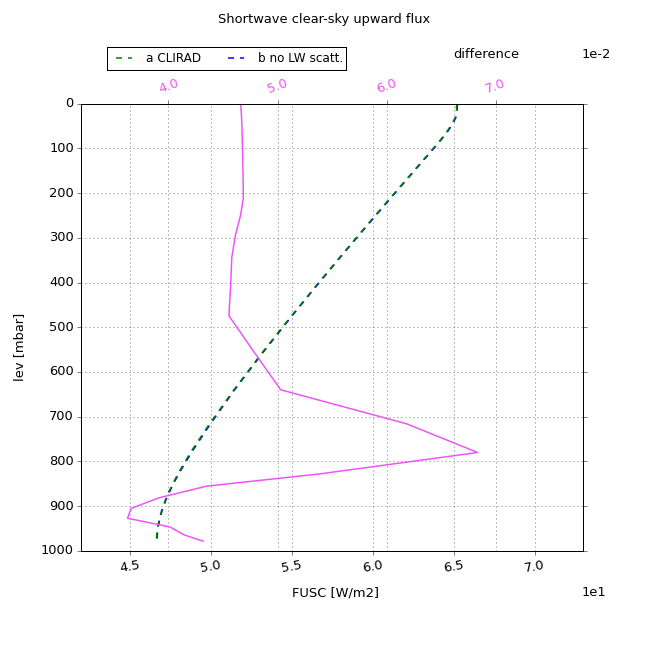 Shortwave clear-sky upward flux
a CLIRAD b no LW scatt. difference 1e-2
4.0 5.0 6.0 7.0
0
100
200
300
400
500
600
700
800
900
1000
lev [mbar]
4.5 5.0 5.5 6.0 6.5 7.0
FUSC [W/m2] 1e1